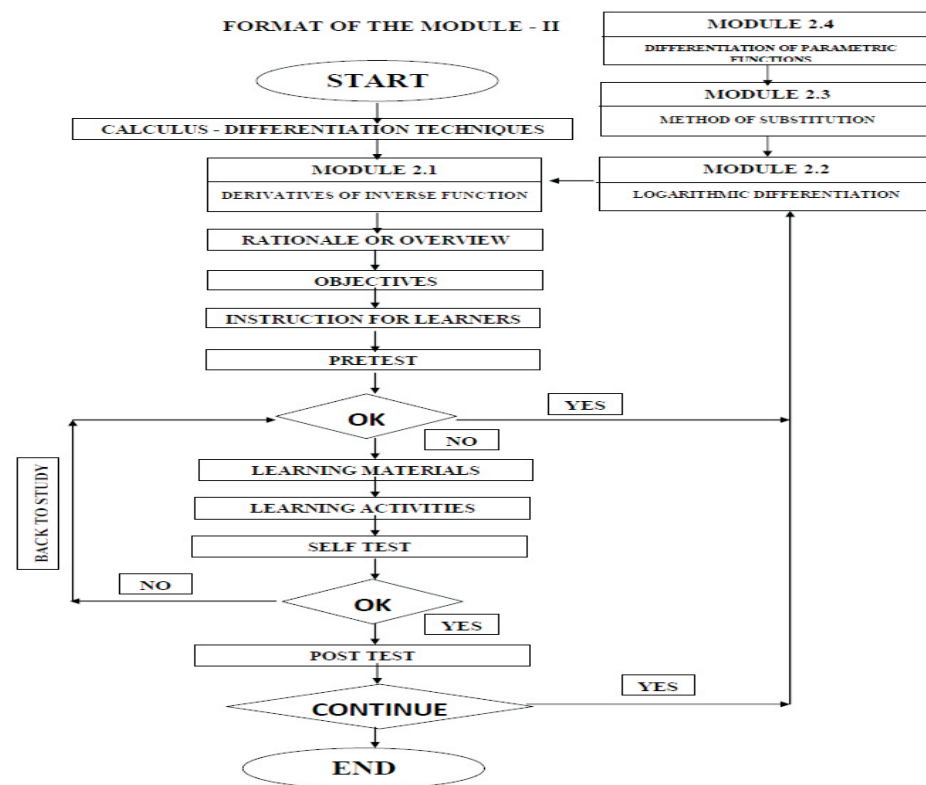 FORMAT OF THE MODULE - II
START
CALCULUS - DIFFERENTIATION TECHNIQUES
MODULE 2.1
DERIVATIVES OF INVERSE FUNCTION
MODULE 2.4
DIFFERENTIATION OF PARAMETRIC
FUNCTIONS
MODULE 2.3
METHOD OF SUBSTITUTION
MODULE 2.2
LOGARITHMIC DIFFERENTIATION
RATIONALE OR OVERVIEW
OBJECTIVES
INSTRUCTION FOR LEARNERS
PRETEST
OK
YES
NO
LEARNING MATERIALS
LEARNING ACTIVITIES
SELF TEST
BACK TO STUDY
NO
OK
YES
POST TEST
CONTINUE
YES
END